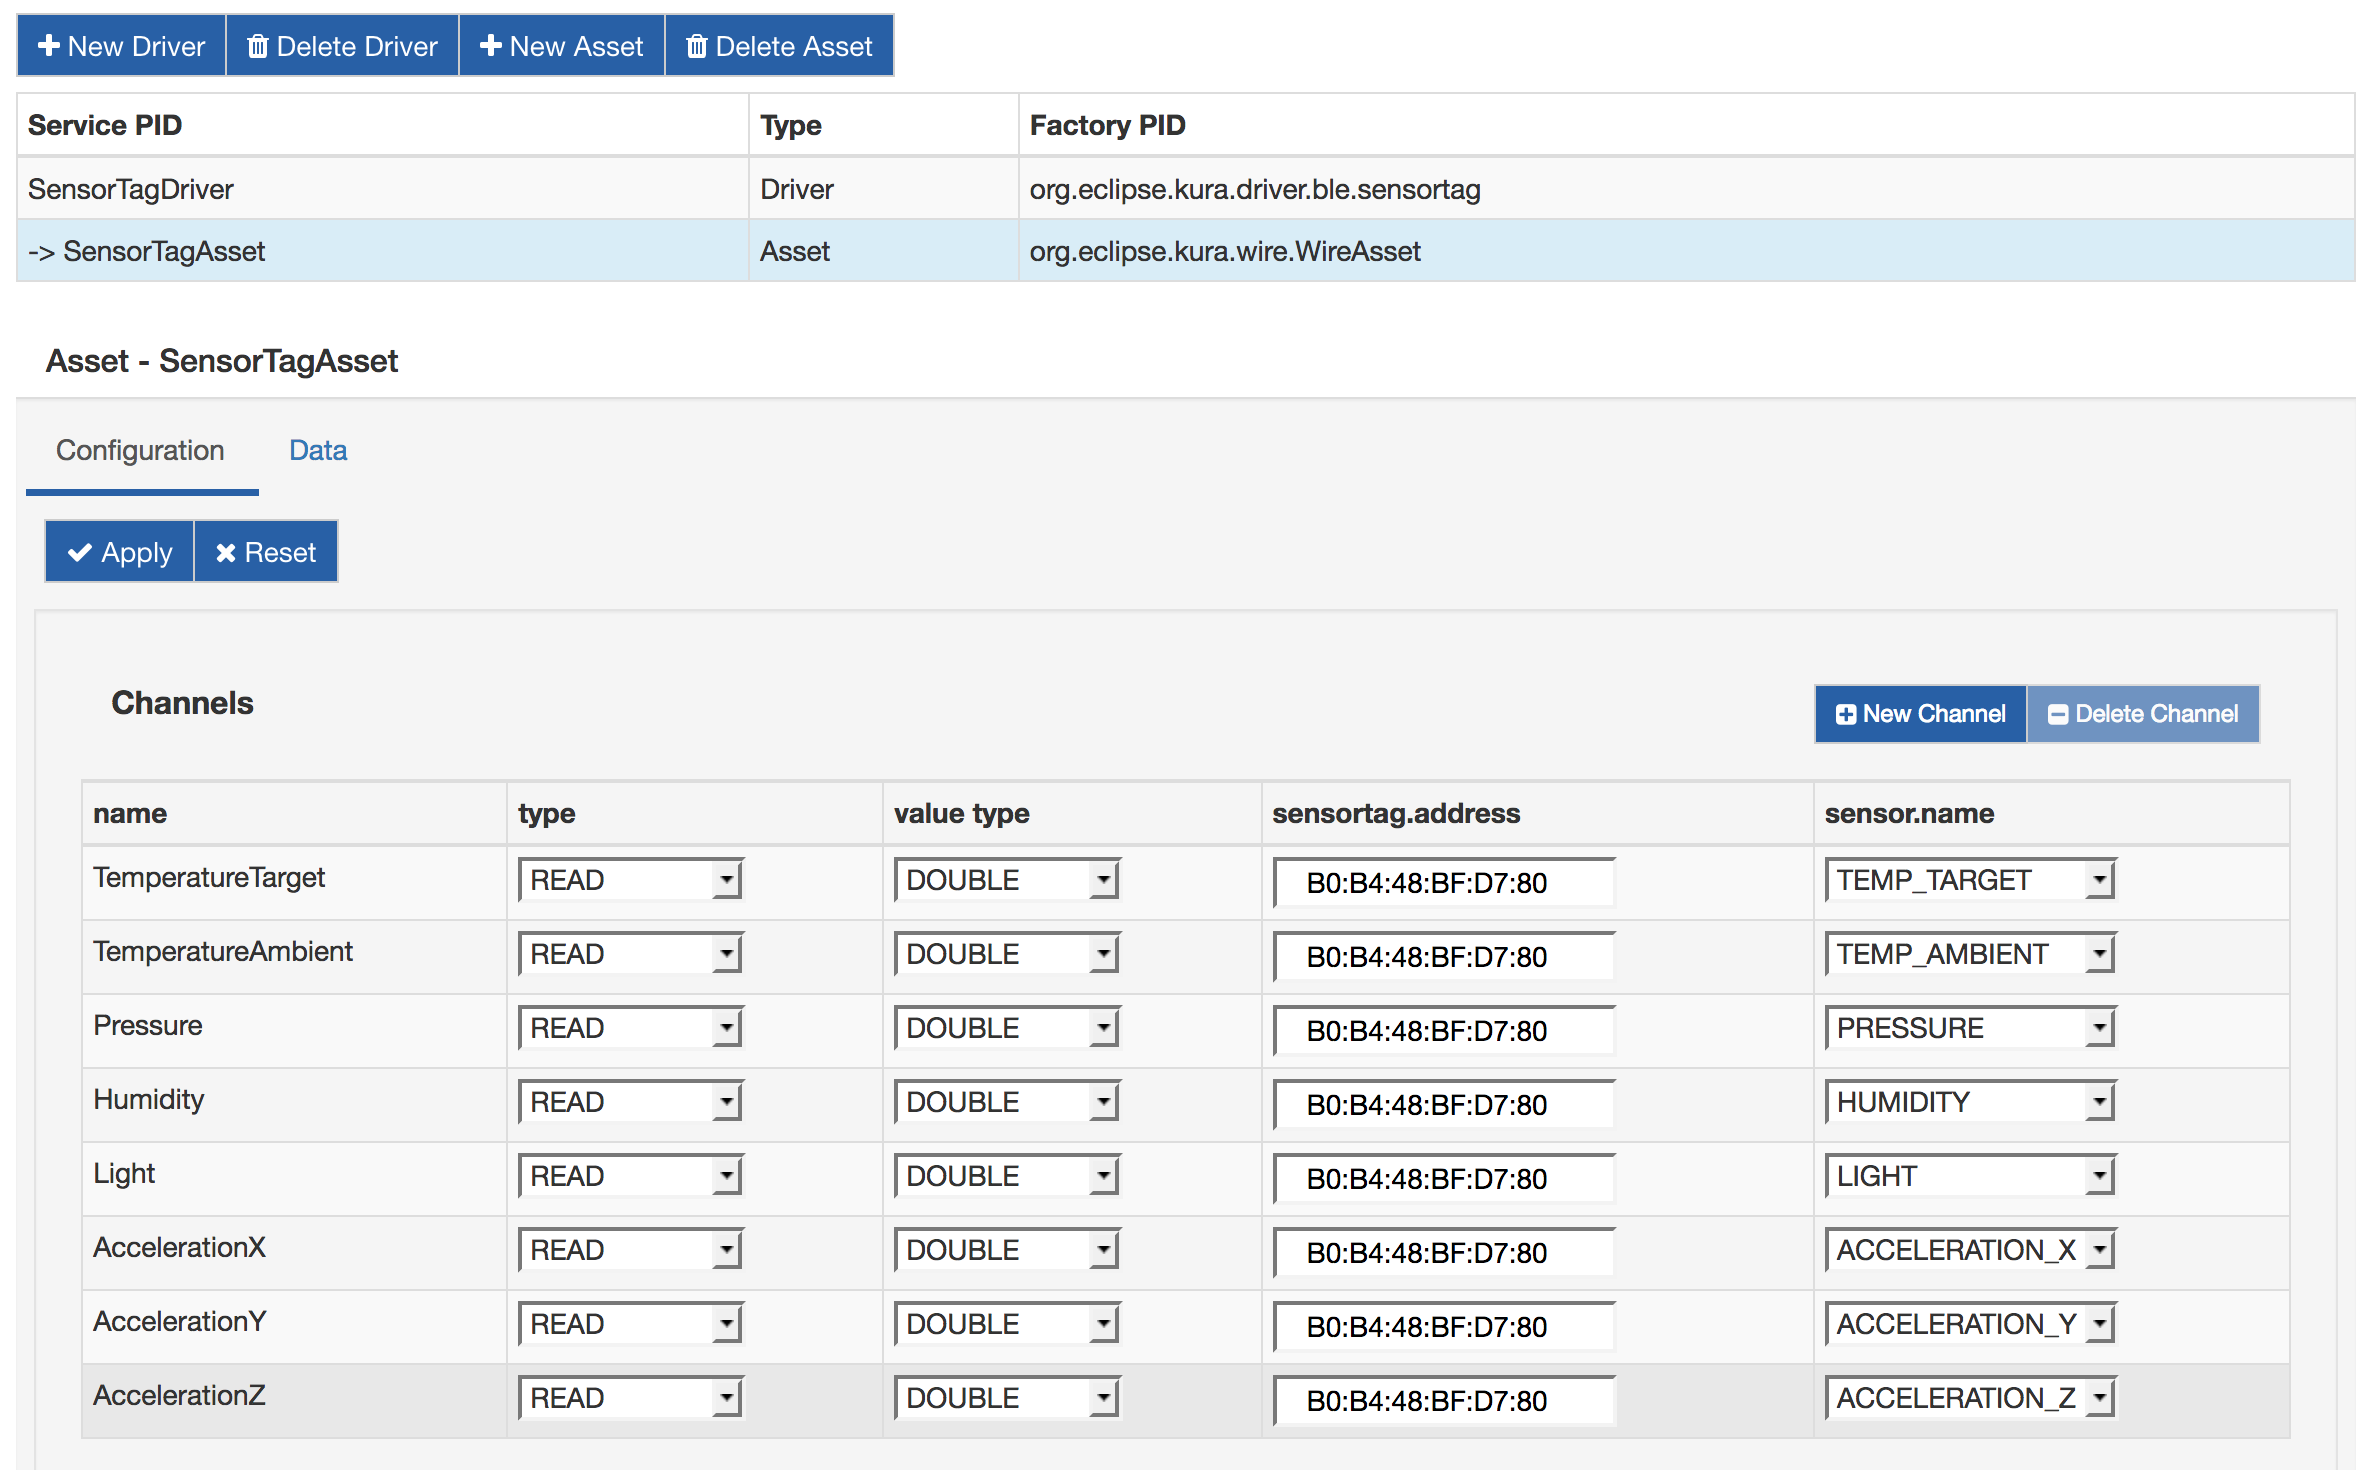 New Driver Delete Driver New Asset Delete Asset
Service PID Type Factory PID
SensorTagDriver Driver org.eclipse.kura.driver.ble.sensortag
-> SensorTagAsset Asset org.eclipse.kura.wire.WireAsset
Asset - SensorTagAsset
Configuration Data
Apply Reset
Channels New Channel Delete Channel
name type value type sensortag.address sensor.name
TemperatureTarget READ DOUBLE B0:B4:48:BF:D7:80 TEMP_TARGET
TemperatureAmbient READ DOUBLE B0:B4:48:BF:D7:80 TEMP_AMBIENT
Pressure READ DOUBLE B0:B4:48:BF:D7:80 PRESSURE
Humidity READ DOUBLE B0:B4:48:BF:D7:80 HUMIDITY
Light READ DOUBLE B0:B4:48:BF:D7:80 LIGHT
AccelerationX READ DOUBLE B0:B4:48:BF:D7:80 ACCELERATION_X
AccelerationY READ DOUBLE B0:B4:48:BF:D7:80 ACCELERATION_Y
AccelerationZ READ DOUBLE B0:B4:48:BF:D7:80 ACCELERATION_Z